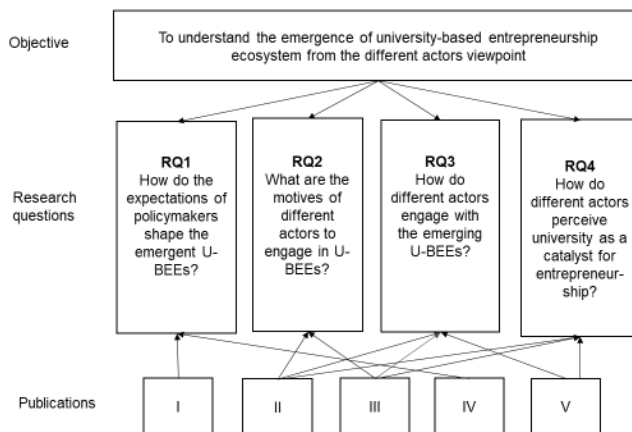 Objective
To understand the emergence of university-based entrepreneurship
ecosystem from the different actors viewpoint
Research
questions
RQ1
How do the
expectations of
policymakers
shape the
emergent U-
BEEs?
RQ2
What are the
motives of
different
actors to
engage in U-
BEEs?
RQ3
How do
different actors
engage with
the emerging
U-BEEs?
RQ4
How do
different actors
perceive
university as a
catalyst for
entrepreneur-
ship?
Publications
I
II
III
IV
V